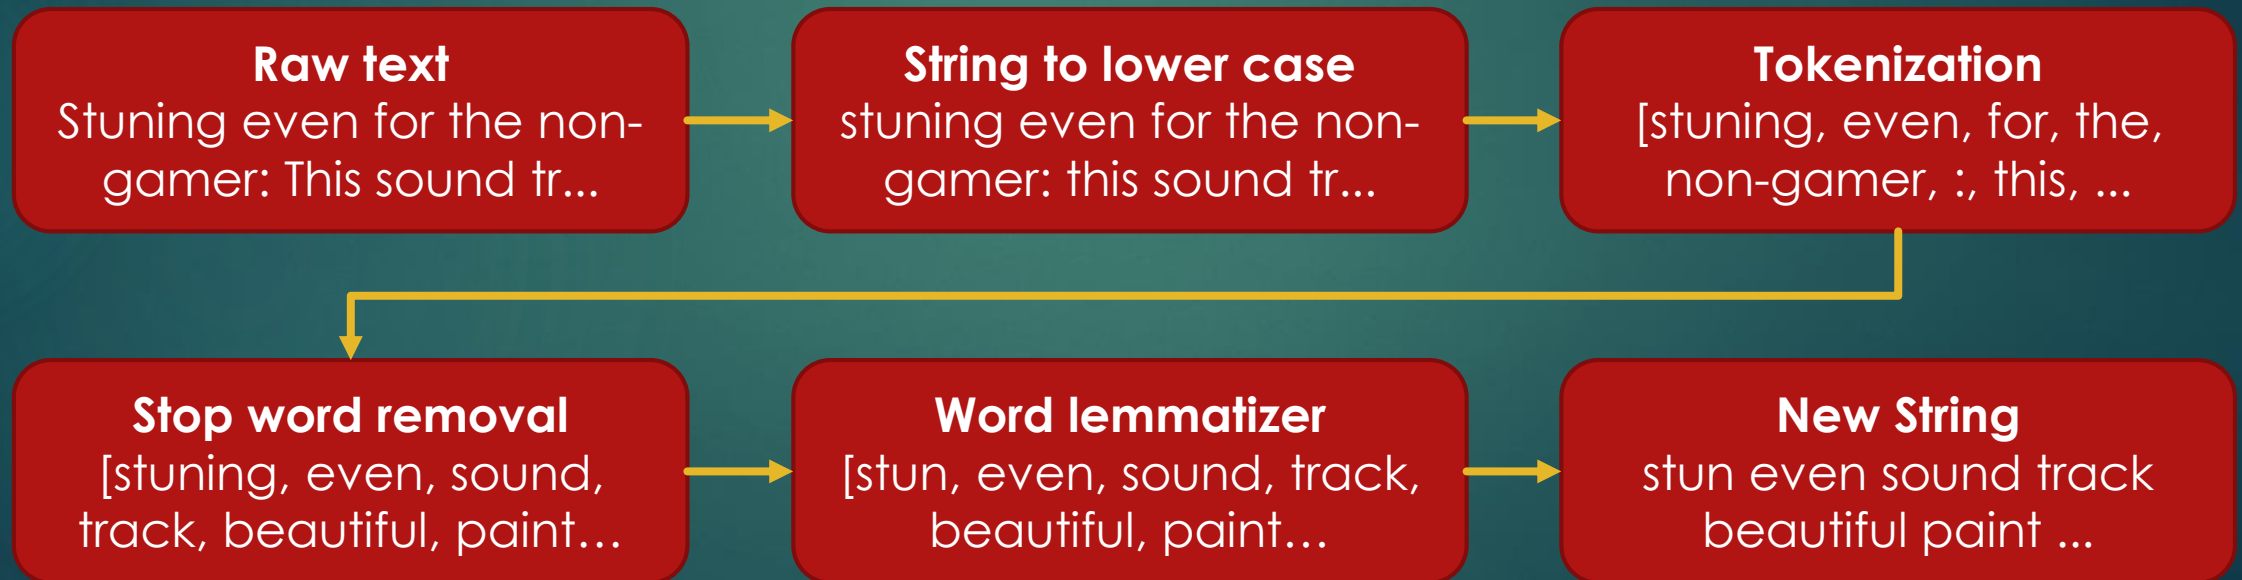 Raw text
Stuning even for the non-
gamer: This sound tr...
String to lower case
stuning even for the non-
gamer: this sound tr...
Tokenization
[stuning, even, for, the,
non-gamer, :, this, ...
Stop word removal
[stuning, even, sound,
track, beautiful, paint…
Word lemmatizer
[stun, even, sound, track,
beautiful, paint…
New String
stun even sound track
beautiful paint ...